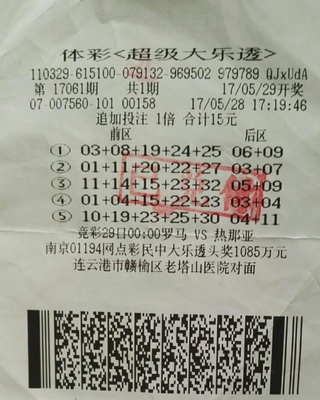 体彩<超级大乐透>
110329-615100-079132-969502 979789 QJxUdA
第 17061期 共1期 17/05/29开奖
07-007560-101 00158 17/05/28 17:19:46
追加投注 1倍 合计15元
前区 后区
① 03+08+19+24+25 06+09
② 01+11+20+22+27 03+07
③ 11+14+15+23+32 05+09
④ 01+04+15+22+23 03+04
⑤ 10+19+23+25+30 04+11
竞彩29日00:00罗马 VS 热那亚
南京01194网点彩民中大乐透头奖1085万元
连云港市赣榆区老塔山医院对面